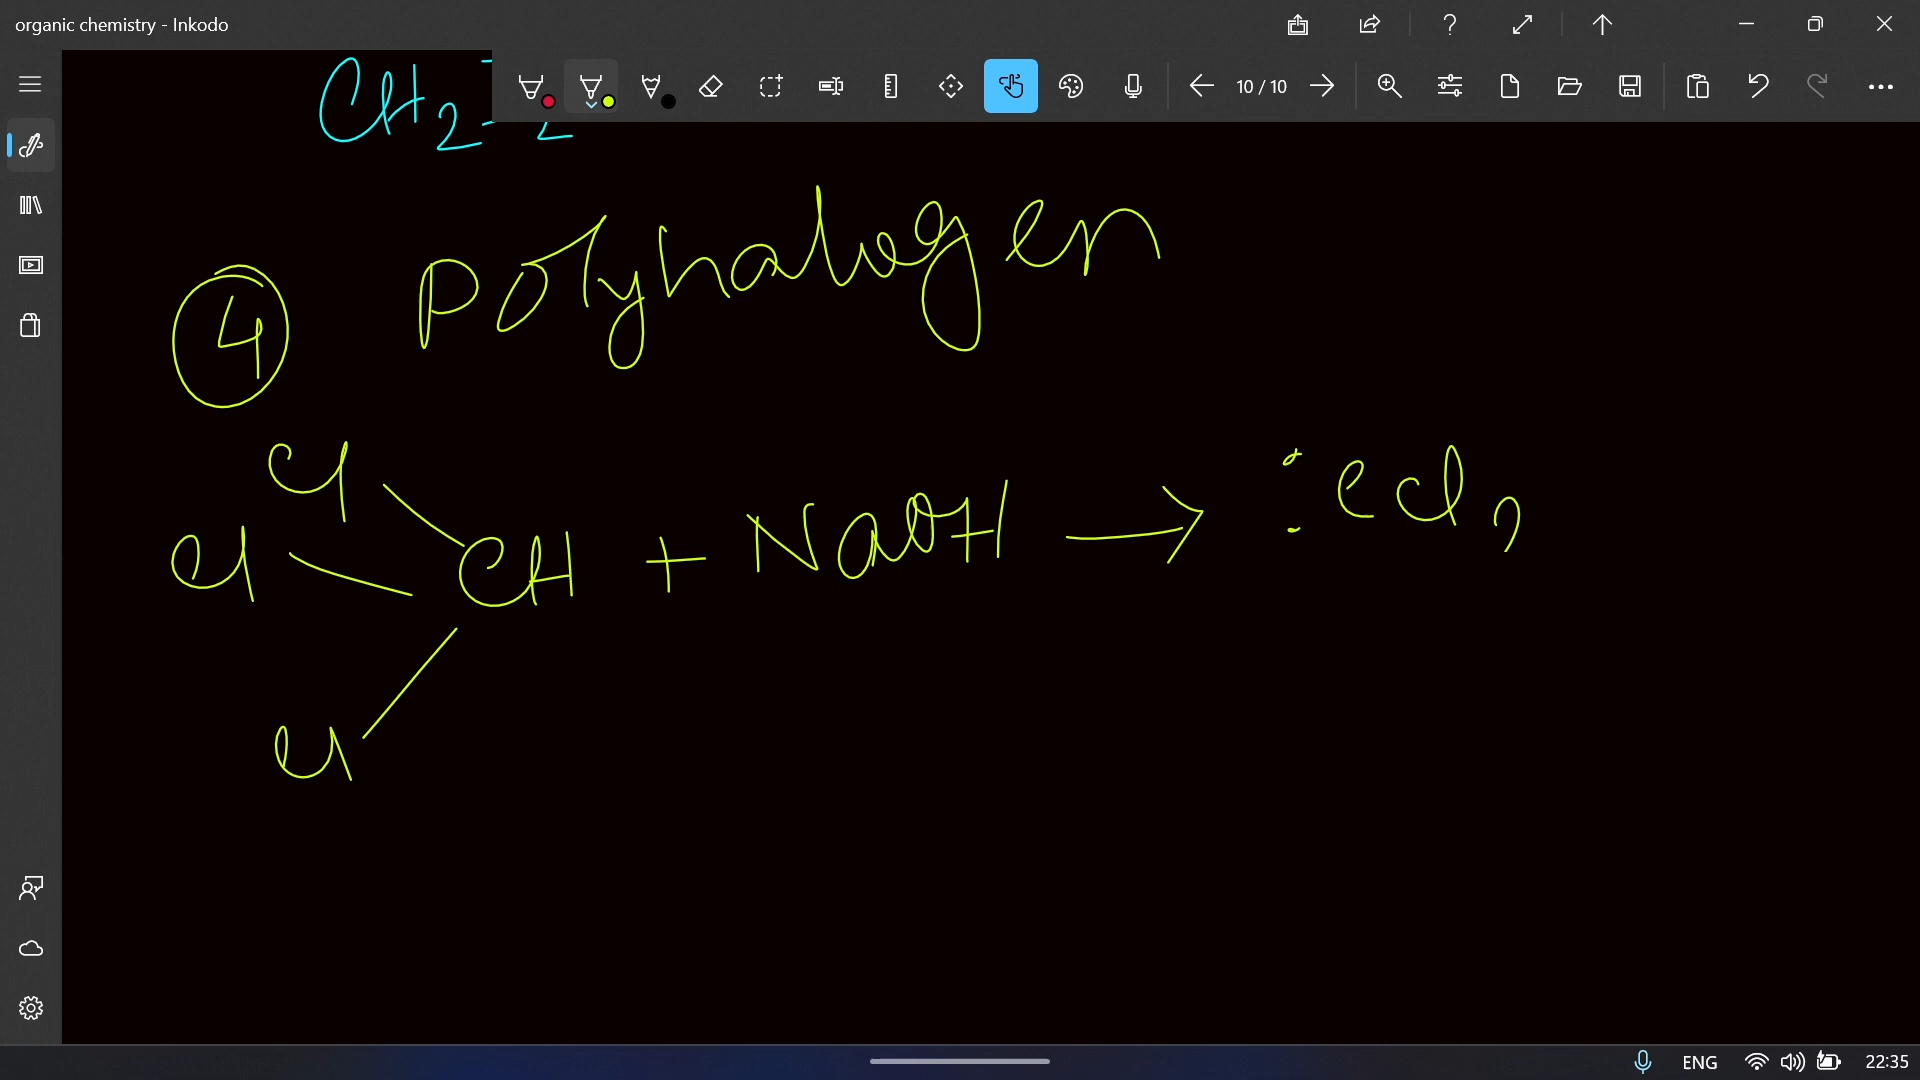 organic chemistry - Inkodo
CH2-
10 / 10
4 polyhalogen
Cl
Cl CH + NaOH → :CCl2
Cl
ENG 22:35